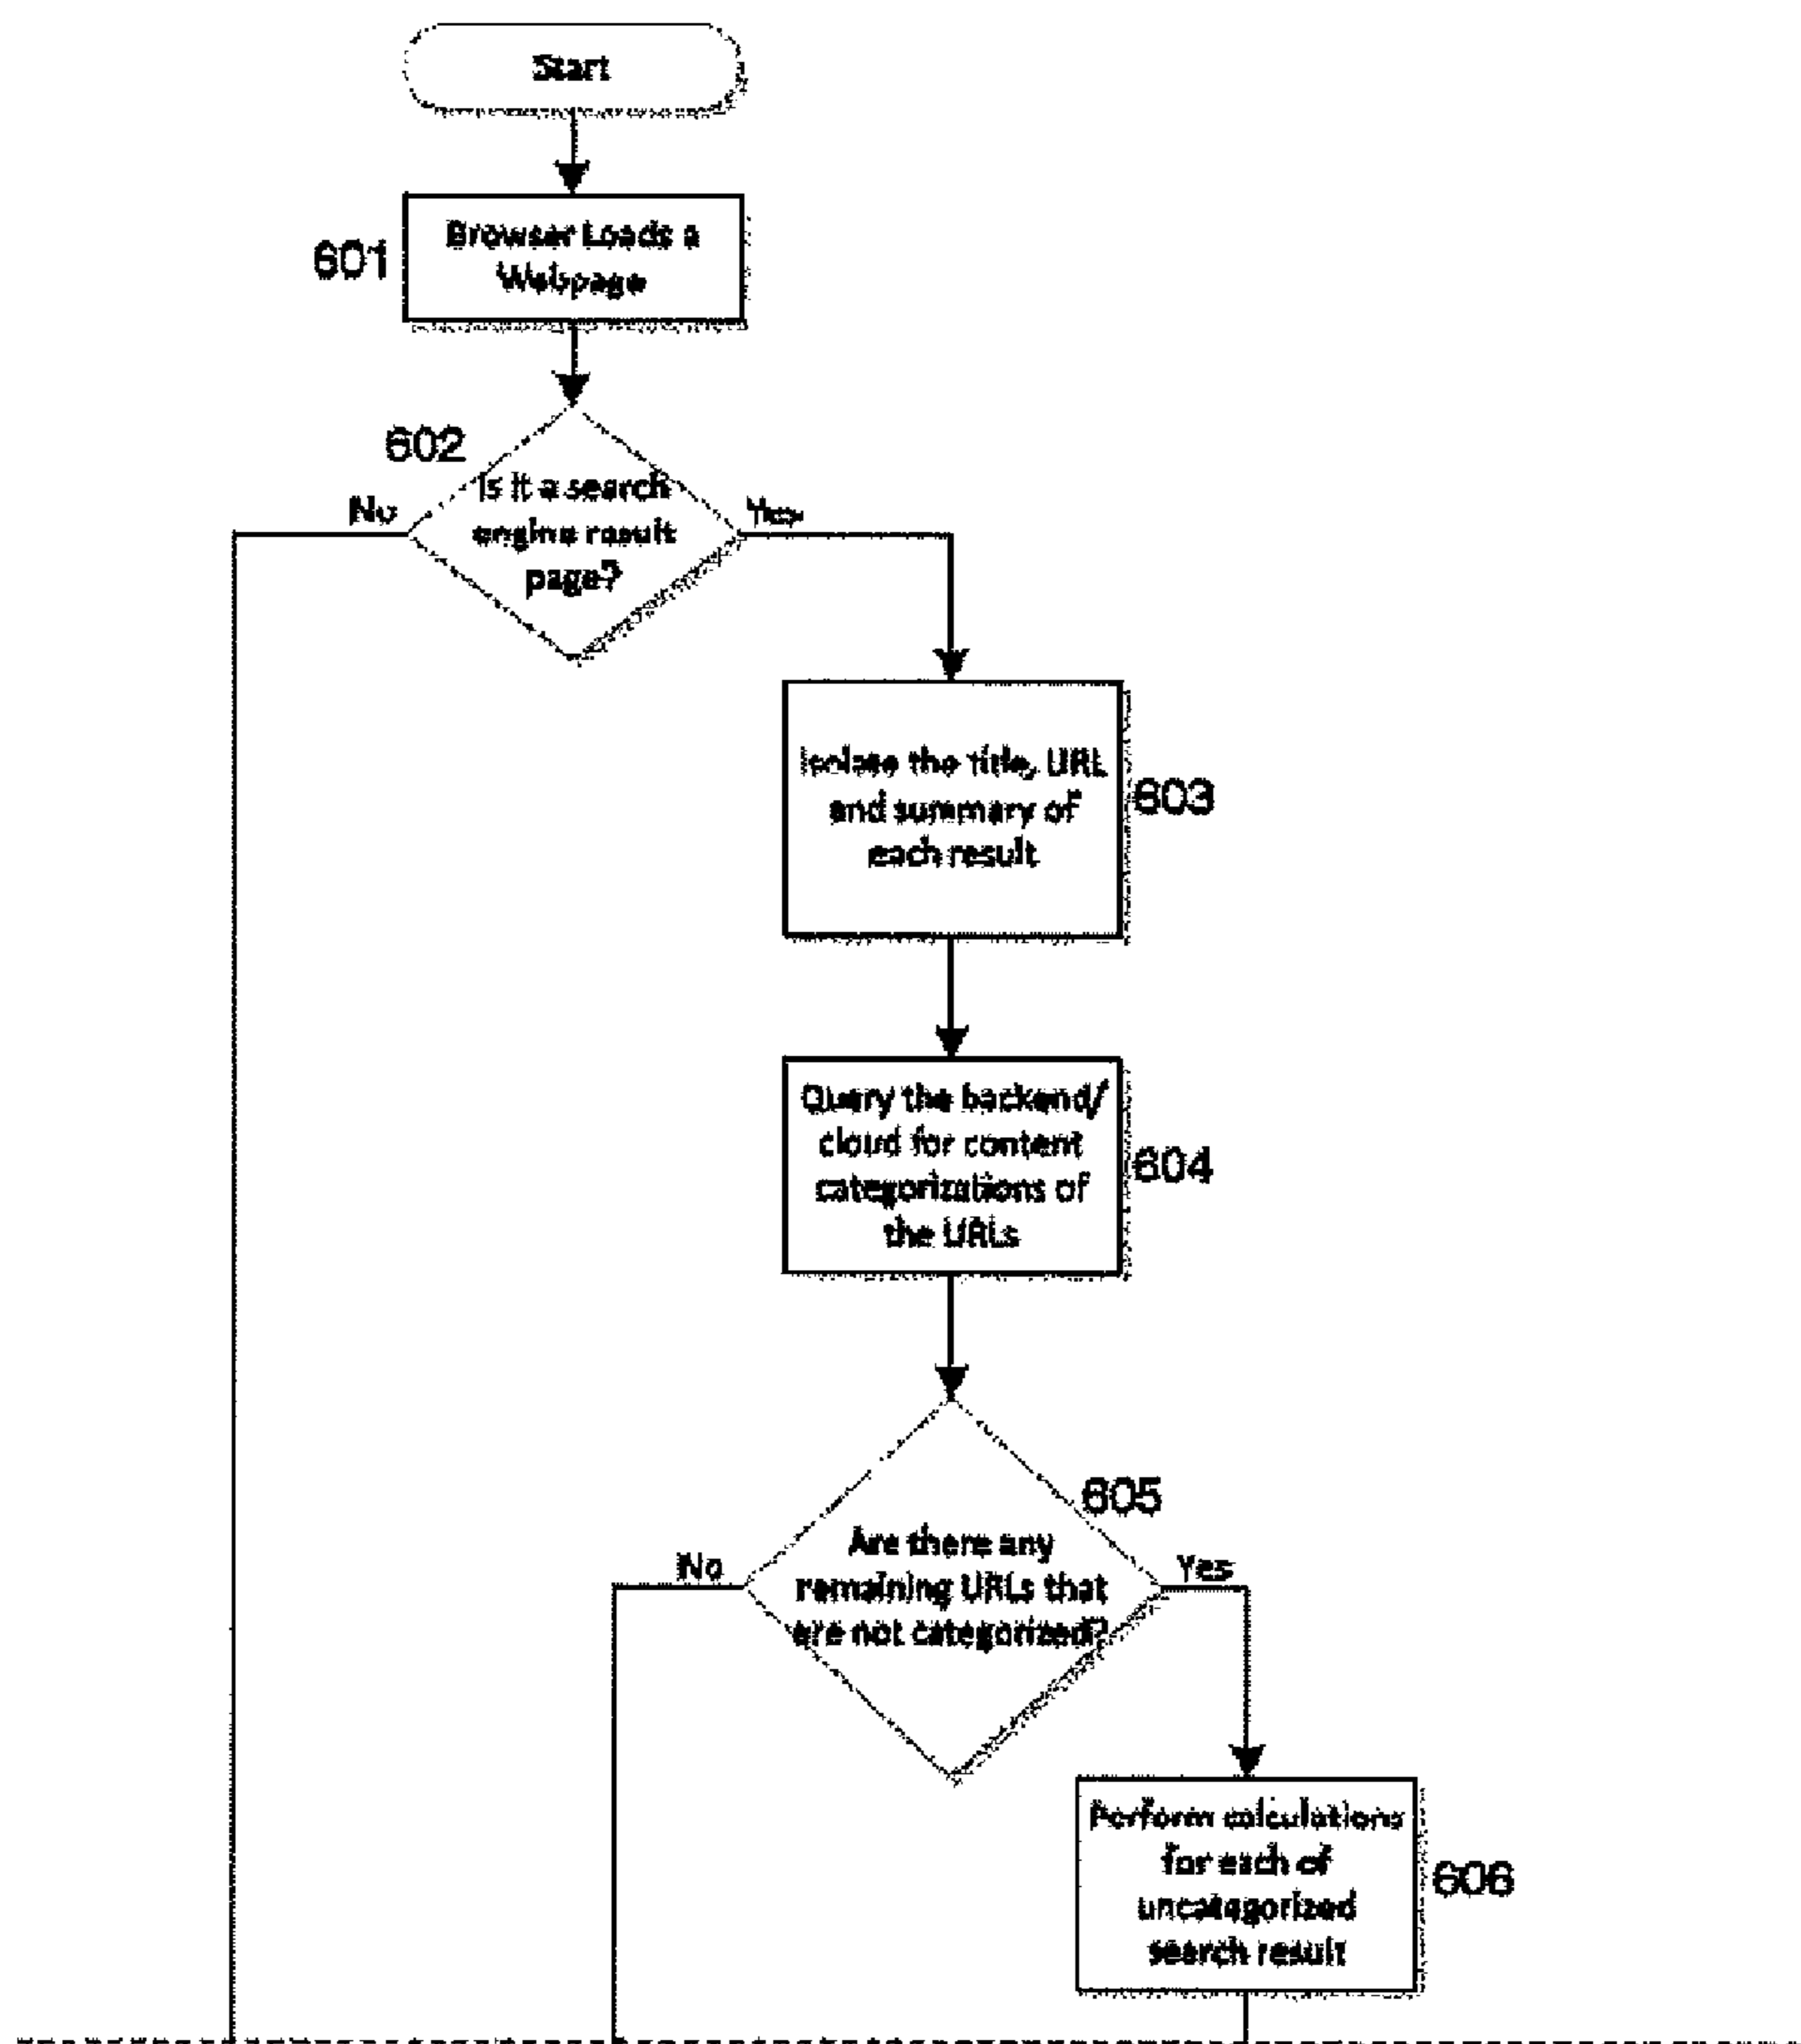 Start
601
Browser Loads a
Webpage
602
Is it a search
engine result
page?
No
Yes
Isolate the title, URL
and summary of
each result
603
Query the backend/
cloud for content
categorizations of
the URLs
604
605
Are there any
remaining URLs that
are not categorized?
No
Yes
Perform calculations
for each of
uncategorized
search result
606